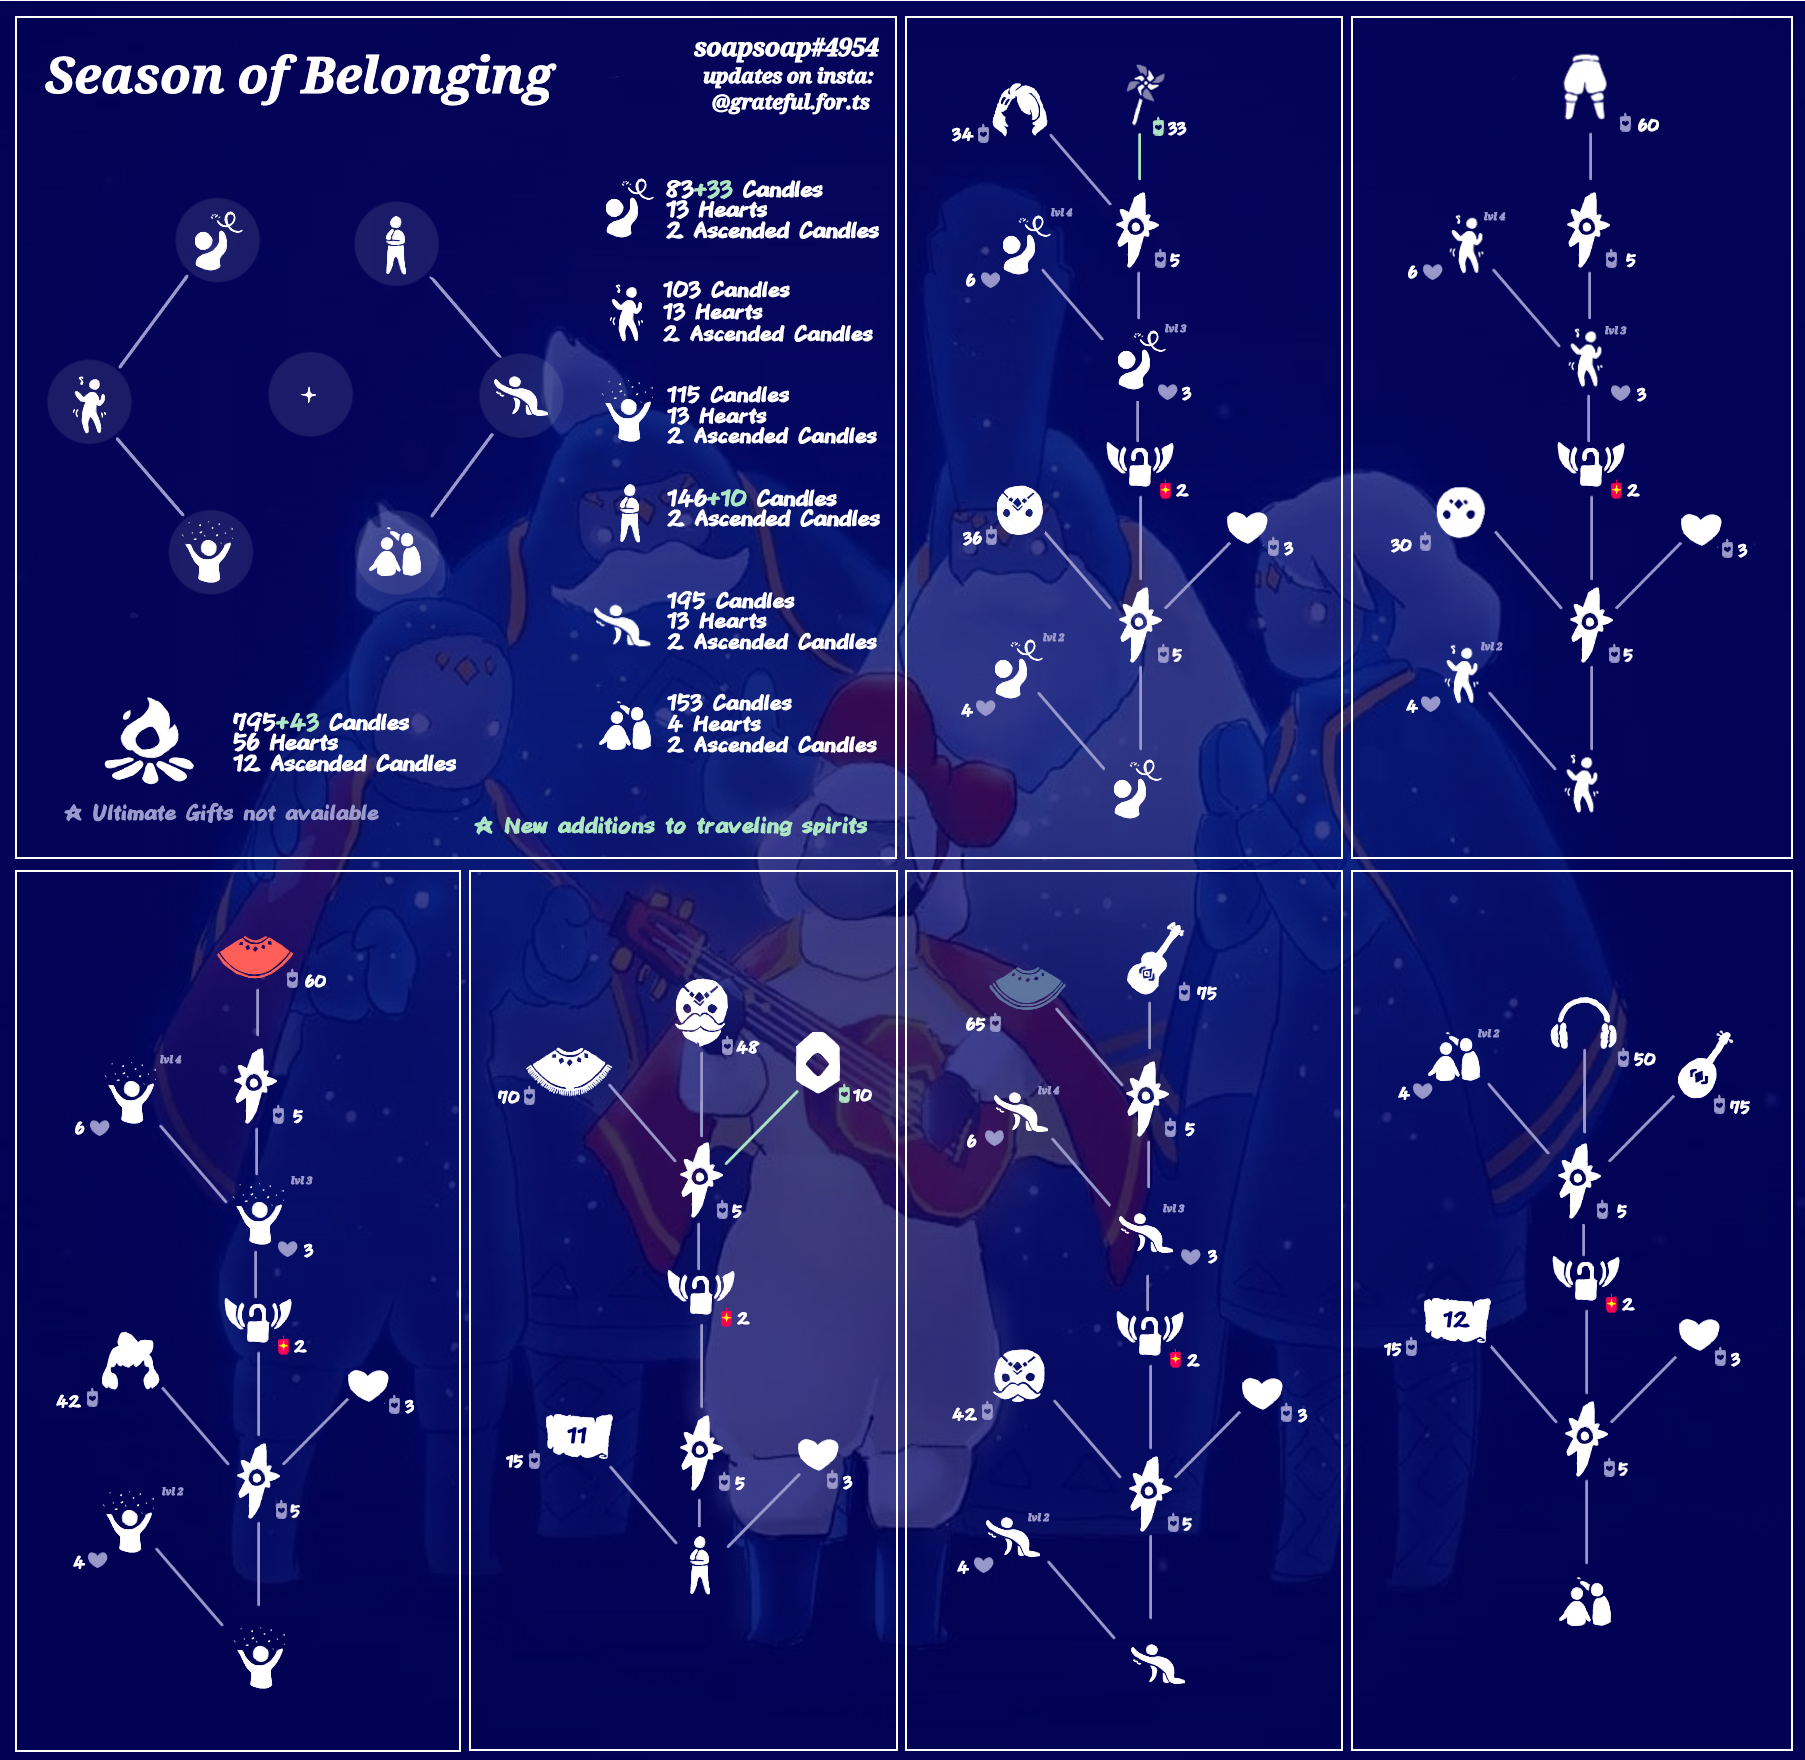 Season of Belonging
soapsoap#4954
updates on insta:
@grateful.for.ts
83+33 Candles
13 Hearts
2 Ascended Candles
103 Candles
13 Hearts
2 Ascended Candles
115 Candles
13 Hearts
2 Ascended Candles
146+10 Candles
2 Ascended Candles
195 Candles
13 Hearts
2 Ascended Candles
153 Candles
4 Hearts
2 Ascended Candles
795+43 Candles
56 Hearts
12 Ascended Candles
☆ Ultimate Gifts not available
☆ New additions to traveling spirits
34
33
lvl 4
5
6
lvl 3
3
2
36
3
lvl 2
5
4
60
lvl 4
5
6
lvl 3
3
2
30
3
lvl 2
5
4
60
lvl 4
5
6
lvl 3
3
2
42
3
lvl 2
5
4
48
70
10
5
2
11
15
5
3
75
65
lvl 4
5
6
lvl 3
3
2
42
3
lvl 2
5
4
lvl 2
50
4
75
5
2
12
15
3
5